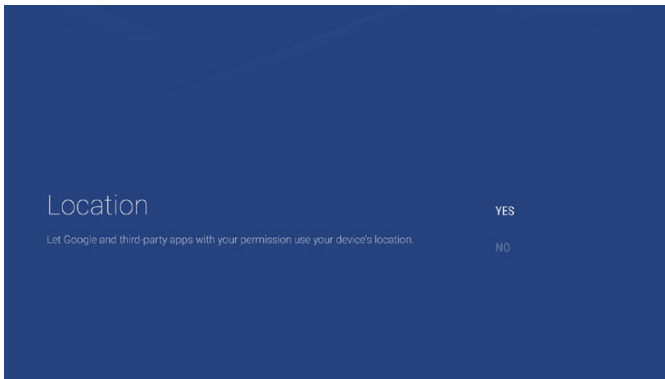 Location
YES
Let Google and third-party apps with your permission use your device's location.
NO